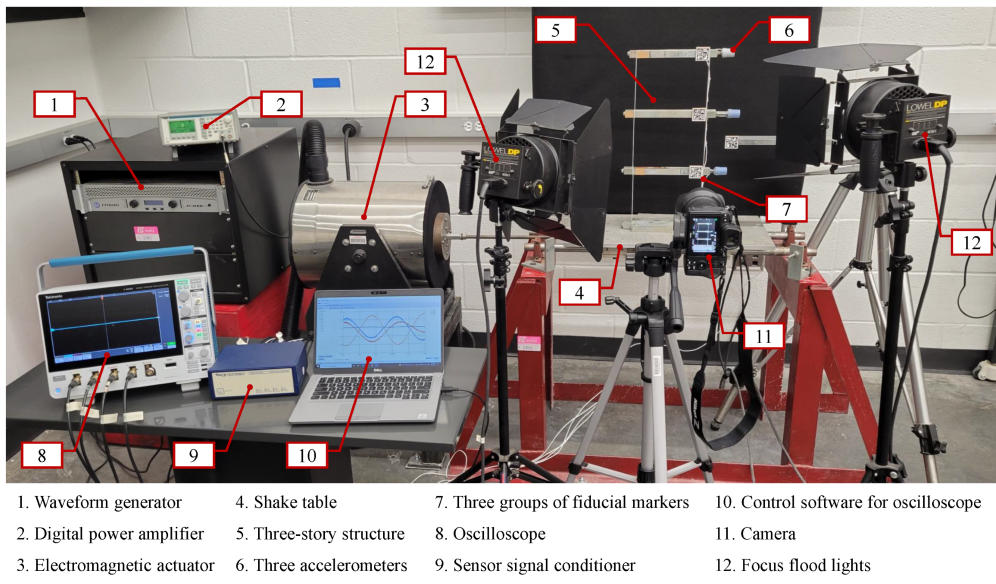 5
6
12
1
2
3
LOWEL DP
LOWEL DP
7
12
4
11
Tektronix
DELL
8
9
10
1. Waveform generator
4. Shake table
7. Three groups of fiducial markers
10. Control software for oscilloscope
2. Digital power amplifier
5. Three-story structure
8. Oscilloscope
11. Camera
3. Electromagnetic actuator
6. Three accelerometers
9. Sensor signal conditioner
12. Focus flood lights